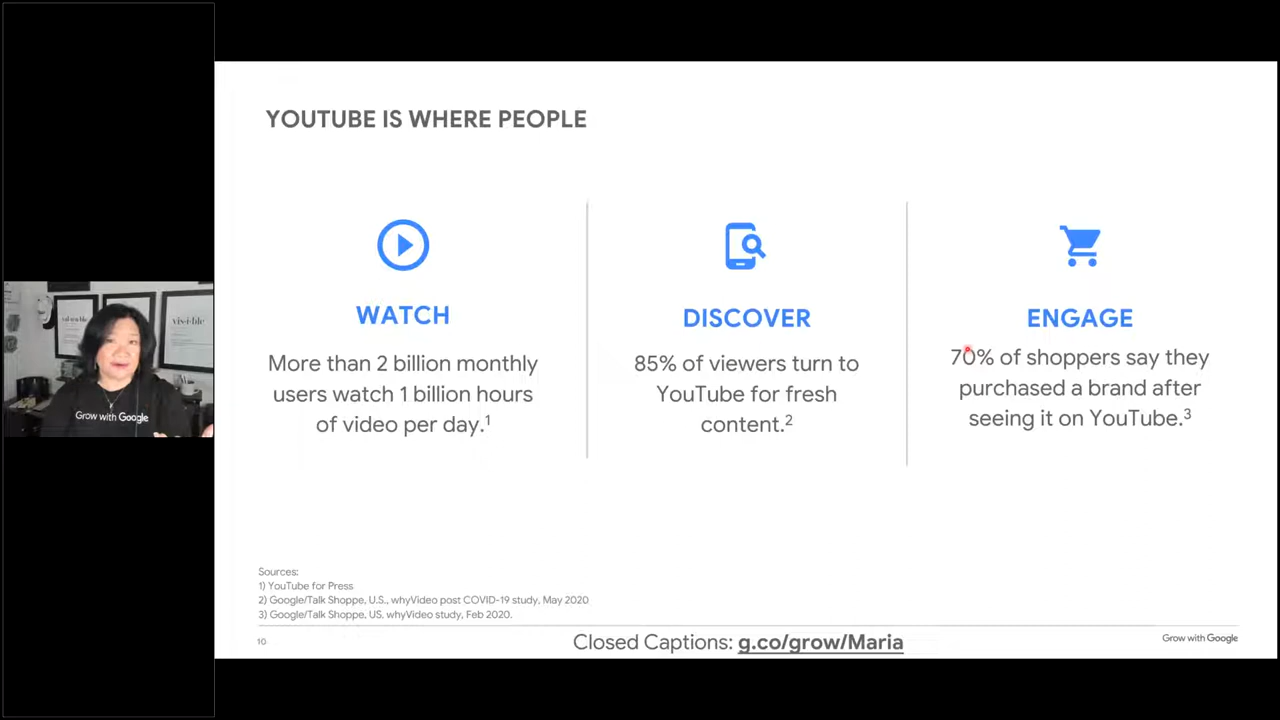 YOUTUBE IS WHERE PEOPLE
WATCH
More than 2 billion monthly
users watch 1 billion hours
of video per day.¹
DISCOVER
85% of viewers turn to
YouTube for fresh
content.²
ENGAGE
70% of shoppers say they
purchased a brand after
seeing it on YouTube.³
vis·i·ble
Grow with Google
Sources:
1) YouTube for Press
2) Google/Talk Shoppe, U.S., whyVideo post COVID-19 study, May 2020
3) Google/Talk Shoppe, US, whyVideo study, Feb 2020.
10
Closed Captions: g.co/grow/Maria
Grow with Google